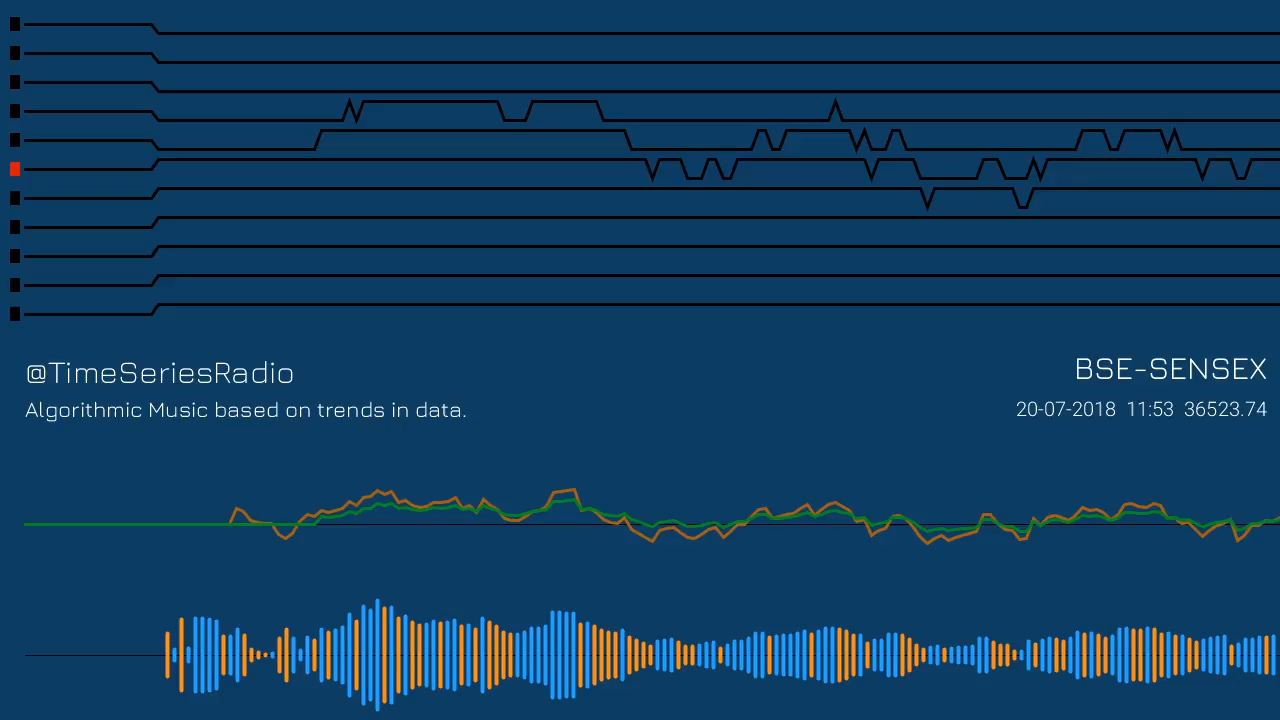 @TimeSeriesRadio
Algorithmic Music based on trends in data.
BSE-SENSEX
20-07-2018 11:53 36523.74